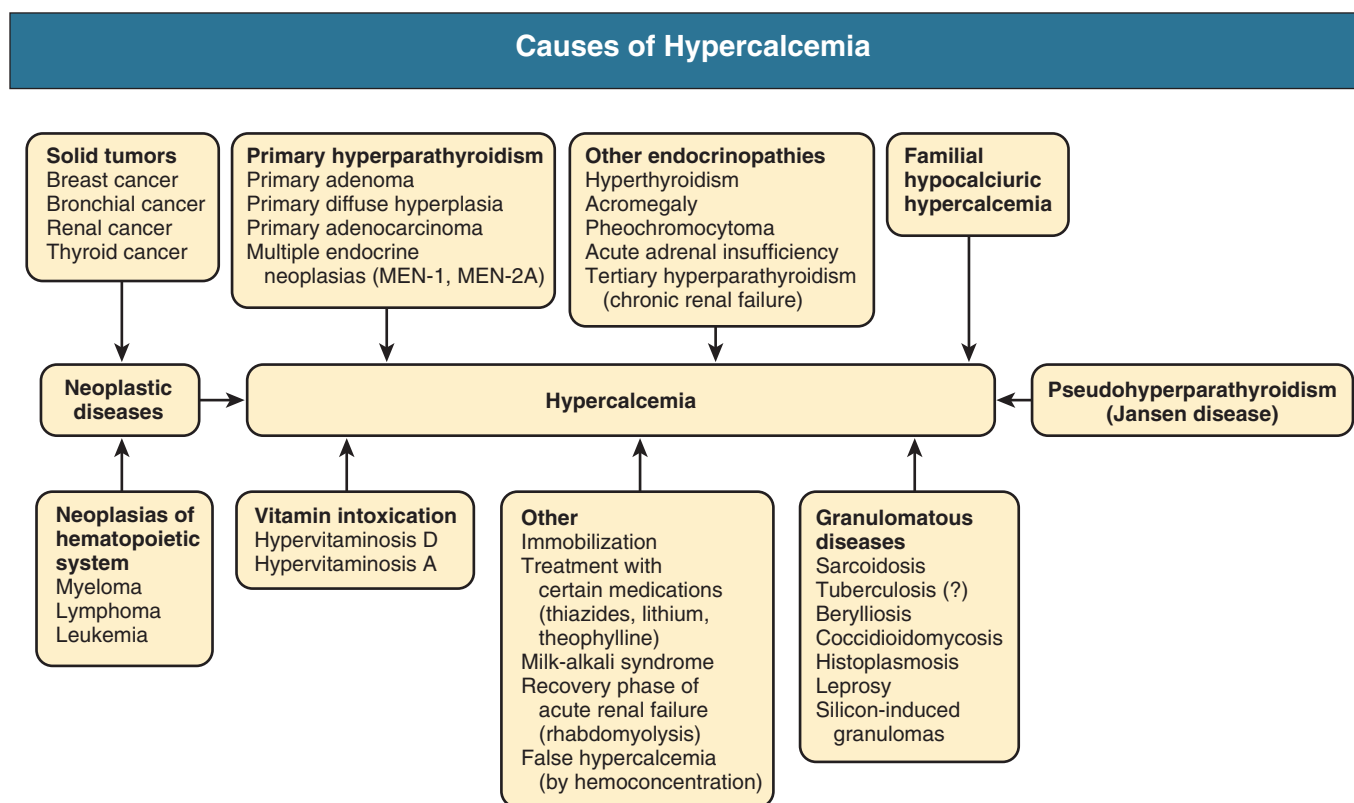 Causes of Hypercalcemia
Solid tumors
Breast cancer
Bronchial cancer
Renal cancer
Thyroid cancer
Primary hyperparathyroidism
Primary adenoma
Primary diffuse hyperplasia
Primary adenocarcinoma
Multiple endocrine
neoplasias (MEN-1, MEN-2A)
Other endocrinopathies
Hyperthyroidism
Acromegaly
Pheochromocytoma
Acute adrenal insufficiency
Tertiary hyperparathyroidism
(chronic renal failure)
Familial
hypocalciuric
hypercalcemia
Neoplastic
diseases
Hypercalcemia
Pseudohyperparathyroidism
(Jansen disease)
Neoplasias of
hematopoietic
system
Myeloma
Lymphoma
Leukemia
Vitamin intoxication
Hypervitaminosis D
Hypervitaminosis A
Other
Immobilization
Treatment with
certain medications
(thiazides, lithium,
theophylline)
Milk-alkali syndrome
Recovery phase of
acute renal failure
(rhabdomyolysis)
False hypercalcemia
(by hemoconcentration)
Granulomatous
diseases
Sarcoidosis
Tuberculosis (?)
Berylliosis
Coccidioidomycosis
Histoplasmosis
Leprosy
Silicon-induced
granulomas